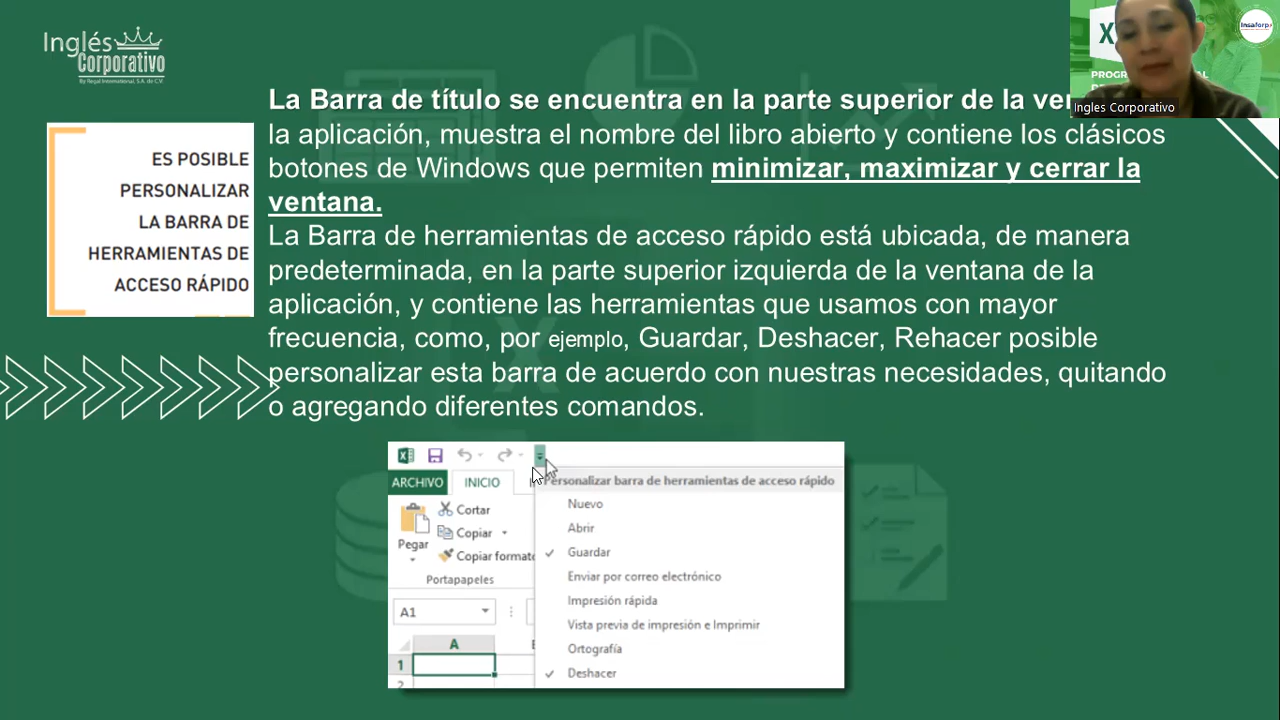 Inglés
Corporativo
By Regal International, S.A. de C.V.
Insaforp
PROGR
AL
Ingles Corporativo
ES POSIBLE
PERSONALIZAR
LA BARRA DE
HERRAMIENTAS DE
ACCESO RÁPIDO
La Barra de título se encuentra en la parte superior de la
la aplicación, muestra el nombre del libro abierto y contiene los clásicos
botones de Windows que permiten minimizar, maximizar y cerrar la
ventana.
La Barra de herramientas de acceso rápido está ubicada, de manera
predeterminada, en la parte superior izquierda de la ventana de la
aplicación, y contiene las herramientas que usamos con mayor
frecuencia, como, por ejemplo, Guardar, Deshacer, Rehacer posible
personalizar esta barra de acuerdo con nuestras necesidades, quitando
o agregando diferentes comandos.
Personalizar barra de herramientas de acceso rápido
ARCHIVO INICIO
Nuevo
Cortar
Abrir
Copiar
Guardar
Pegar
Copiar formato
Enviar por correo electrónico
Portapapeles
Impresión rápida
A1
Vista previa de impresión e Imprimir
A
Ortografía
1
Deshacer
2